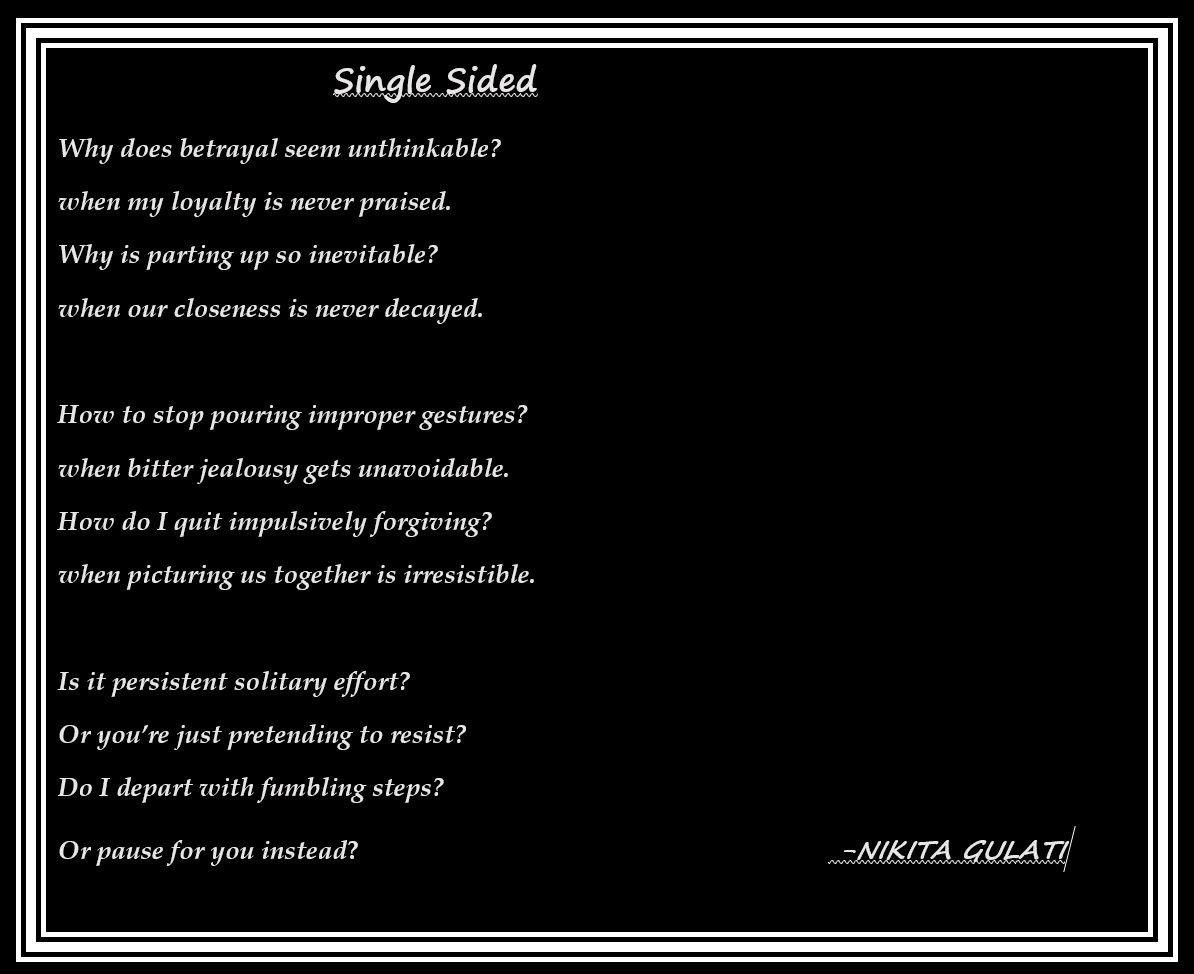 Single Sided
Why does betrayal seem unthinkable?
when my loyalty is never praised.
Why is parting up so inevitable?
when our closeness is never decayed.
How to stop pouring improper gestures?
when bitter jealousy gets unavoidable.
How do I quit impulsively forgiving?
when picturing us together is irresistible.
Is it persistent solitary effort?
Or you’re just pretending to resist?
Do I depart with fumbling steps?
Or pause for you instead?
-NIKITA GULATI